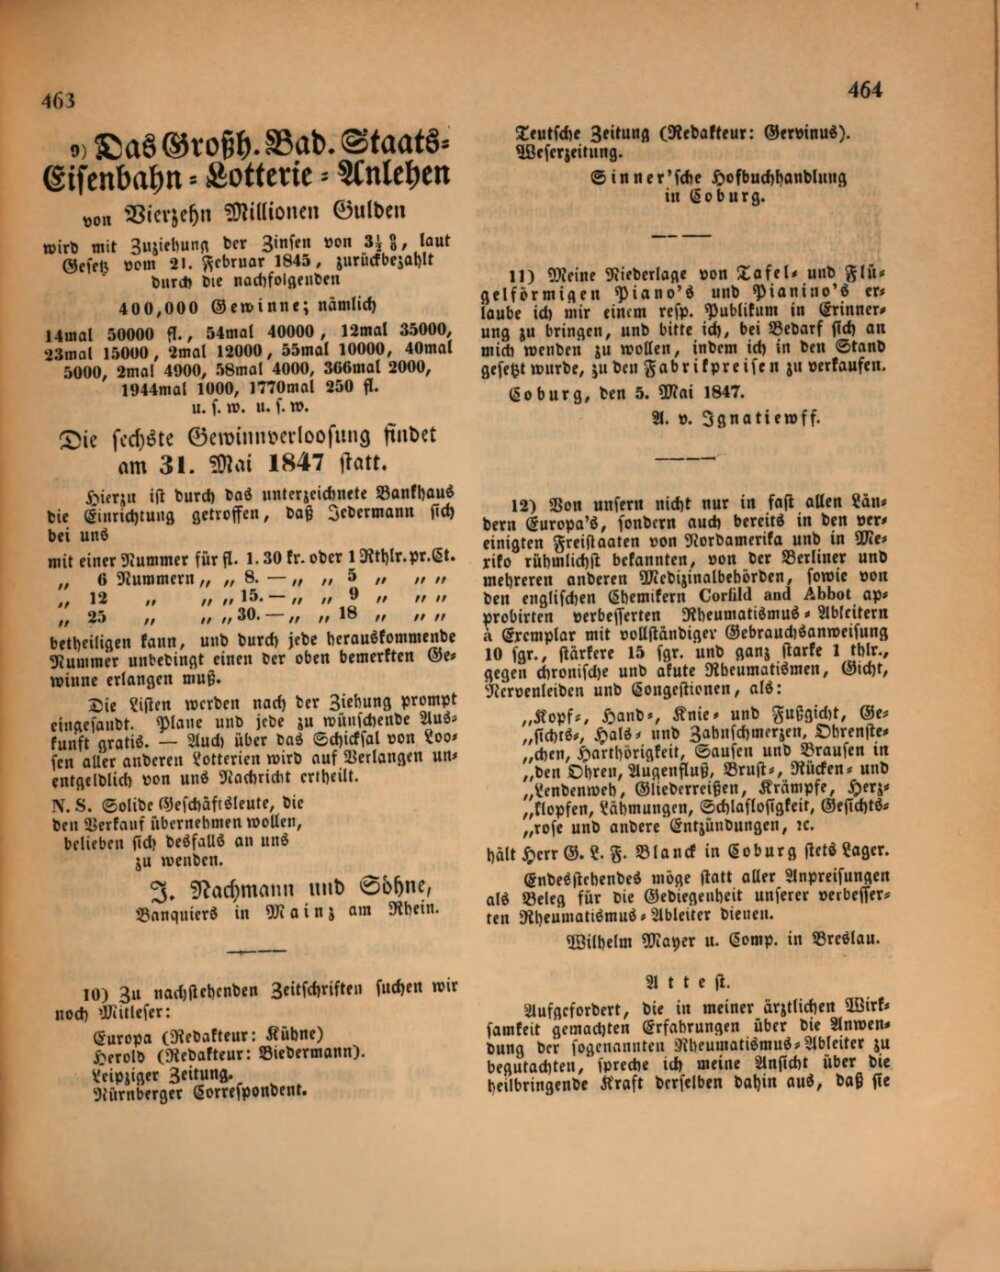 463
9) Das Großh. Bad. Staats-
Eisenbahn-Lotterie-Anlehen
von Vierzehn Millionen Gulden
wird mit Zuziehung der Zinsen von 3½ %, laut
Gesetz vom 21. Februar 1845, zurückbezahlt
durch die nachfolgenden
400,000 Gewinne; nämlich
14mal 50000 fl., 54mal 40000, 12mal 35000,
23mal 15000, 2mal 12000, 55mal 10000, 40mal
5000, 2mal 4900, 58mal 4000, 366mal 2000,
1944mal 1000, 1770mal 250 fl.
u. s. w. u. s. w.
Die sechste Gewinnverloosung findet
am 31. Mai 1847 statt.
Hierzu ist durch das unterzeichnete Bankhaus
die Einrichtung getroffen, daß Jedermann sich
bei uns
mit einer Nummer für fl. 1. 30 kr. oder 1 Rthlr. pr. Ct.
„ 6 Nummern „ „ 8. — „ „ 5 „ „ „
„ 12 „ „ „ 15. — „ „ 9 „ „ „
„ 25 „ „ „ 30. — „ „ 18 „ „ „
betheiligen kann, und durch jede herauskommende
Nummer unbedingt einen der oben bemerkten Ge-
winne erlangen muß.
Die Listen werden nach der Ziehung prompt
eingesandt. Plane und jede zu wünschende Aus-
kunft gratis. — Auch über das Schicksal von Loo-
sen aller anderen Lotterien wird auf Verlangen un-
entgeldlich von uns Nachricht ertheilt.
N. S. Solide Geschäftsleute, die
den Verkauf übernehmen wollen,
belieben sich desfalls an uns
zu wenden.
J. Nachmann und Söhne,
Banquiers in Mainz am Rhein.
10) Zu nachstehenden Zeitschriften suchen wir
noch Mitleser:
Europa (Redakteur: Kühne)
Herold (Redakteur: Biedermann).
Leipziger Zeitung.
Nürnberger Correspondent.
464
Teutsche Zeitung (Redakteur: Gervinus).
Weserzeitung.
Sinner'sche Hofbuchhandlung
in Coburg.
11) Meine Niederlage von Tafel- und Flü-
gelförmigen Piano's und Pianino's er-
laube ich mir einem resp. Publikum in Erinner-
ung zu bringen, und bitte ich, bei Bedarf sich an
mich wenden zu wollen, indem ich in den Stand
gesetzt wurde, zu den Fabrikpreisen zu verkaufen.
Coburg, den 5. Mai 1847.
A. v. Ignatiewff.
12) Von unsern nicht nur in fast allen Län-
dern Europa's, sondern auch bereits in den ver-
einigten Freistaaten von Nordamerika und in Me-
riko rühmlichst bekannten, von der Berliner und
mehreren anderen Medizinalbehörden, sowie von
den englischen Chemikern Corfild and Abbot ap-
probirten verbesserten Rheumatismus-Ableitern
à Exemplar mit vollständiger Gebrauchsanweisung
10 sgr., stärkere 15 sgr. und ganz starke 1 thlr.,
gegen chronische und akute Rheumatismen, Gicht,
Nervenleiden und Congestionen, als:
„Kopf-, Hand-, Knie- und Fußgicht, Ge-
„sichts-, Hals- und Zahnschmerzen, Ohrenste-
„chen, Harthörigkeit, Sausen und Brausen in
„den Ohren, Augenfluß, Brust-, Rücken- und
„Lendenweh, Gliederreißen, Krämpfe, Herz-
„klopfen, Lähmungen, Schlaflosigkeit, Gesichts-
„rose und andere Entzündungen, ꝛc.
hält Herr G. L. F. Blanck in Coburg stets Lager.
Endesstehendes möge statt aller Anpreisungen
als Beleg für die Gediegenheit unserer verbesser-
ten Rheumatismus-Ableiter dienen.
Wilhelm Mayer u. Comp. in Breslau.
Attest.
Aufgefordert, die in meiner ärztlichen Wirk-
samkeit gemachten Erfahrungen über die Anwen-
dung der sogenannten Rheumatismus-Ableiter zu
begutachten, spreche ich meine Ansicht über die
heilbringende Kraft derselben dahin aus, daß sie